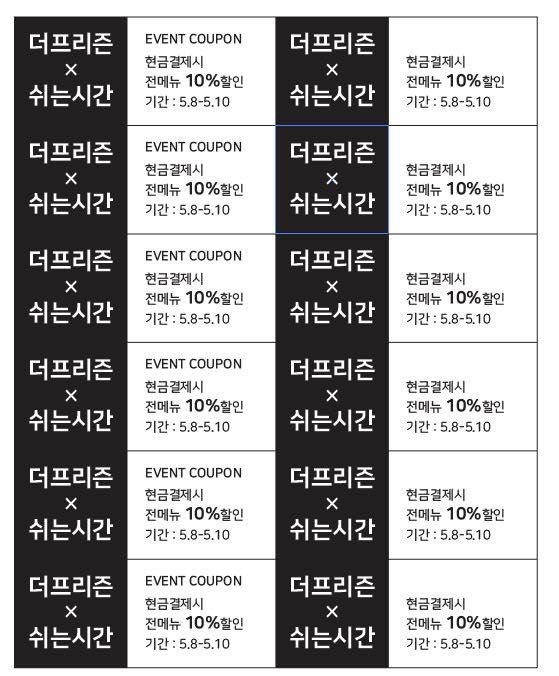 더프리즌
×
쉬는시간
EVENT COUPON
현금결제시
전메뉴 10%할인
기간 : 5.8-5.10
더프리즌
×
쉬는시간
현금결제시
전메뉴 10%할인
기간 : 5.8-5.10
더프리즌
×
쉬는시간
EVENT COUPON
현금결제시
전메뉴 10%할인
기간 : 5.8-5.10
더프리즌
×
쉬는시간
현금결제시
전메뉴 10%할인
기간 : 5.8-5.10
더프리즌
×
쉬는시간
EVENT COUPON
현금결제시
전메뉴 10%할인
기간 : 5.8-5.10
더프리즌
×
쉬는시간
현금결제시
전메뉴 10%할인
기간 : 5.8-5.10
더프리즌
×
쉬는시간
EVENT COUPON
현금결제시
전메뉴 10%할인
기간 : 5.8-5.10
더프리즌
×
쉬는시간
현금결제시
전메뉴 10%할인
기간 : 5.8-5.10
더프리즌
×
쉬는시간
EVENT COUPON
현금결제시
전메뉴 10%할인
기간 : 5.8-5.10
더프리즌
×
쉬는시간
현금결제시
전메뉴 10%할인
기간 : 5.8-5.10
더프리즌
×
쉬는시간
EVENT COUPON
현금결제시
전메뉴 10%할인
기간 : 5.8-5.10
더프리즌
×
쉬는시간
현금결제시
전메뉴 10%할인
기간 : 5.8-5.10